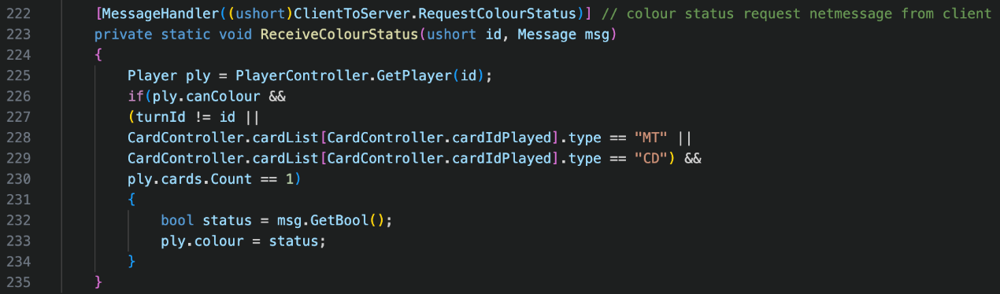 222 [MessageHandler((ushort)ClientToServer.RequestColourStatus)] // colour status request netmessage from client
223 private static void ReceiveColourStatus(ushort id, Message msg)
224 {
225 Player ply = PlayerController.GetPlayer(id);
226 if(ply.canColour &&
227 (turnId != id ||
228 CardController.cardList[CardController.cardIdPlayed].type == "MT" ||
229 CardController.cardList[CardController.cardIdPlayed].type == "CD") &&
230 ply.cards.Count == 1)
231 {
232 bool status = msg.GetBool();
233 ply.colour = status;
234 }
235 }